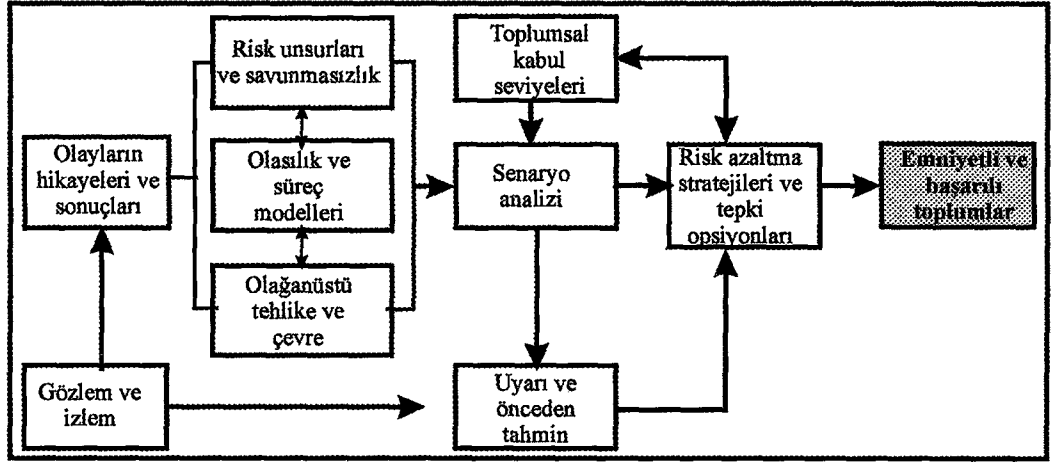 Risk unsurları
ve savunmasızlık
Toplumsal
kabul
seviyeleri
Olayların
hikayeleri ve
sonuçları
Olasılık ve
süreç
modelleri
Senaryo
analizi
Risk azaltma
stratejileri ve
tepki
opsiyonları
Emniyetli ve
başarılı
toplumlar
Olağanüstü
tehlike ve
çevre
Gözlem ve
izlem
Uyarı ve
önceden
tahmin